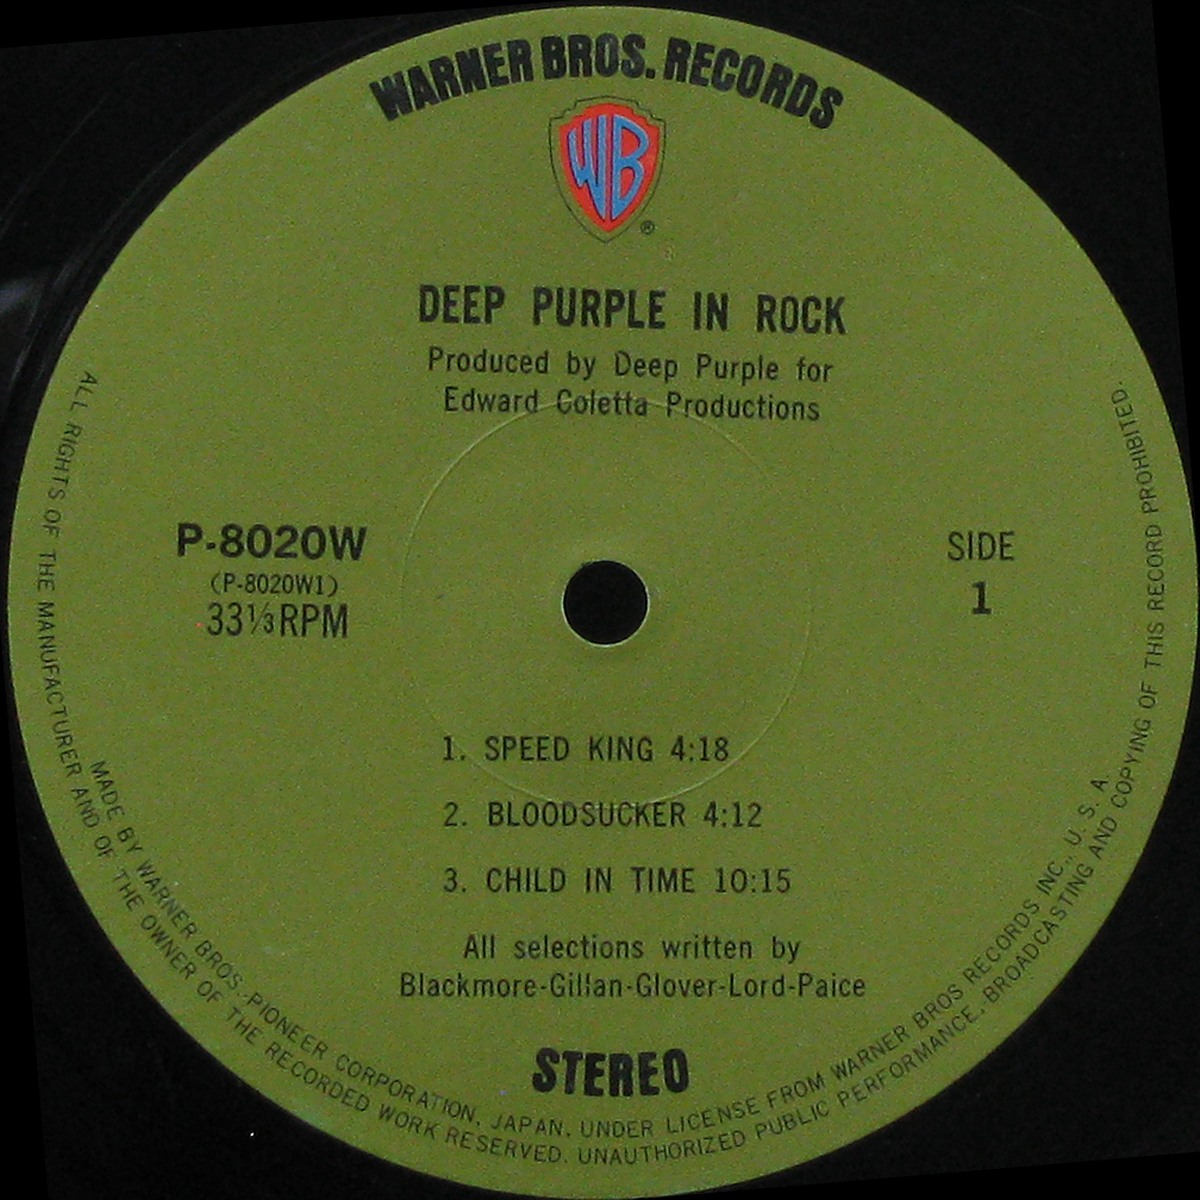 WARNER BROS. RECORDS
WB
®
DEEP PURPLE IN ROCK
Produced by Deep Purple for
Edward Coletta Productions
P-8020W
(P-8020W1)
33⅓ RPM
SIDE
1
1. SPEED KING 4:18
2. BLOODSUCKER 4:12
3. CHILD IN TIME 10:15
All selections written by
Blackmore-Gillan-Glover-Lord-Paice
STEREO
MADE BY WARNER BROS.-PIONEER CORPORATION, JAPAN. UNDER LICENSE FROM WARNER BROS RECORDS INC., U. S. A.
ALL RIGHTS OF THE MANUFACTURER AND OF THE OWNER OF THE RECORDED WORK RESERVED. UNAUTHORIZED PUBLIC PERFORMANCE, BROADCASTING AND COPYING OF THIS RECORD PROHIBITED.